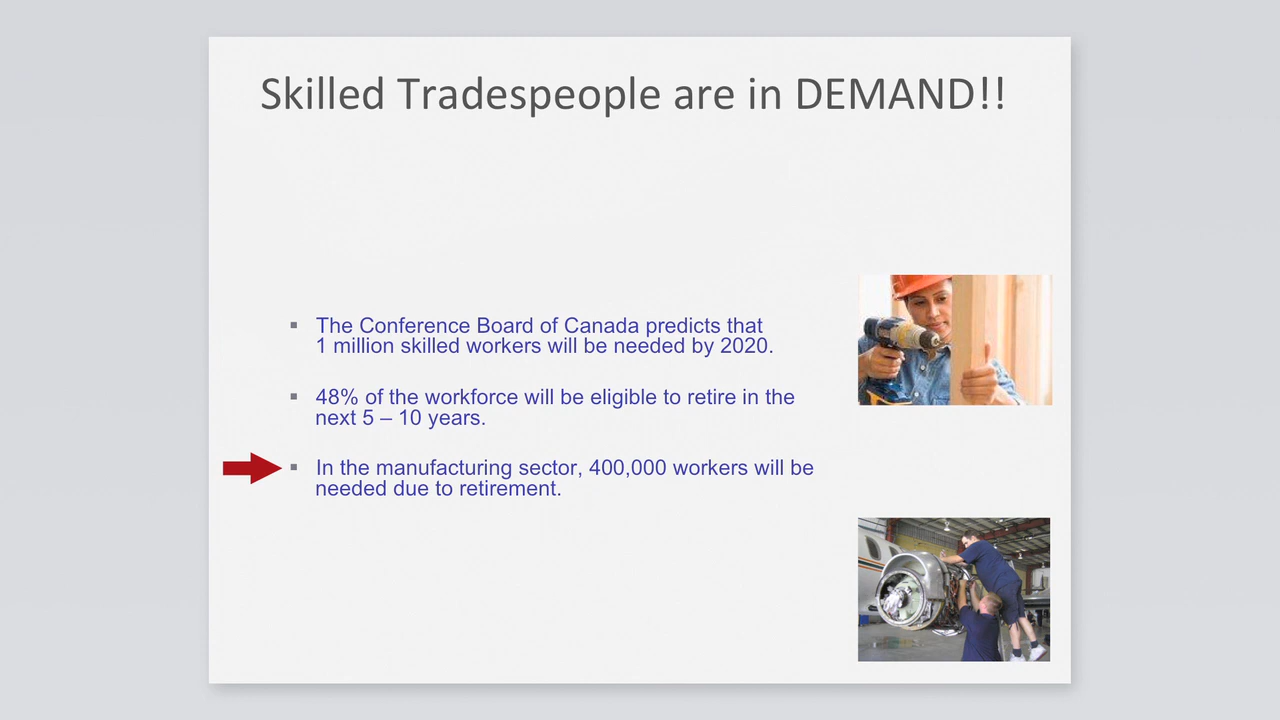 Skilled Tradespeople are in DEMAND!!
The Conference Board of Canada predicts that
1 million skilled workers will be needed by 2020.
48% of the workforce will be eligible to retire in the
next 5 – 10 years.
In the manufacturing sector, 400,000 workers will be
needed due to retirement.